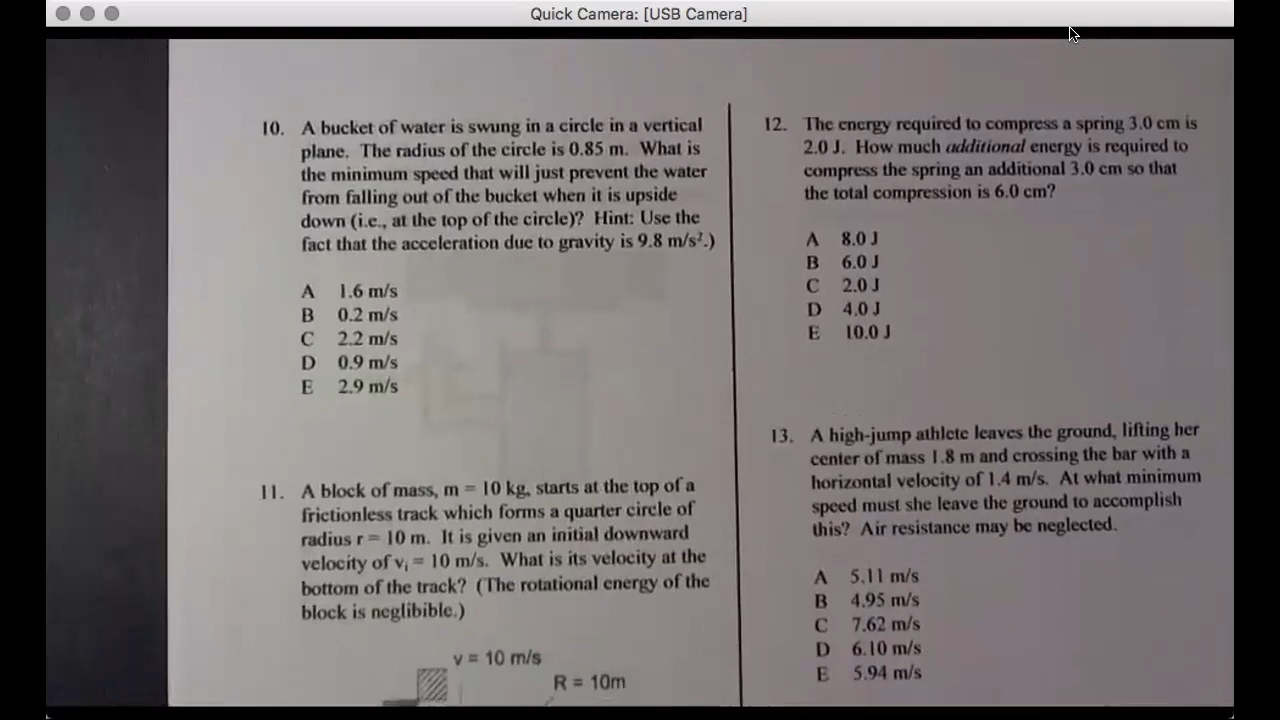 Quick Camera: [USB Camera]
10. A bucket of water is swung in a circle in a vertical
plane. The radius of the circle is 0.85 m. What is
the minimum speed that will just prevent the water
from falling out of the bucket when it is upside
down (i.e., at the top of the circle)? Hint: Use the
fact that the acceleration due to gravity is 9.8 m/s².)
A 1.6 m/s
B 0.2 m/s
C 2.2 m/s
D 0.9 m/s
E 2.9 m/s
11. A block of mass, m = 10 kg, starts at the top of a
frictionless track which forms a quarter circle of
radius r = 10 m. It is given an initial downward
velocity of vᵢ = 10 m/s. What is its velocity at the
bottom of the track? (The rotational energy of the
block is neglibible.)
v = 10 m/s
R = 10m
12. The energy required to compress a spring 3.0 cm is
2.0 J. How much additional energy is required to
compress the spring an additional 3.0 cm so that
the total compression is 6.0 cm?
A 8.0 J
B 6.0 J
C 2.0 J
D 4.0 J
E 10.0 J
13. A high-jump athlete leaves the ground, lifting her
center of mass 1.8 m and crossing the bar with a
horizontal velocity of 1.4 m/s. At what minimum
speed must she leave the ground to accomplish
this? Air resistance may be neglected.
A 5.11 m/s
B 4.95 m/s
C 7.62 m/s
D 6.10 m/s
E 5.94 m/s